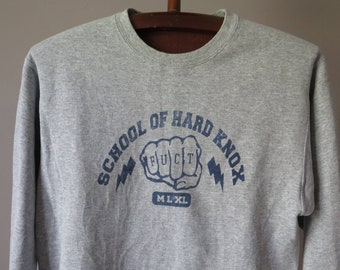 SCHOOL OF HARD KNOX
FUCT
M L XL